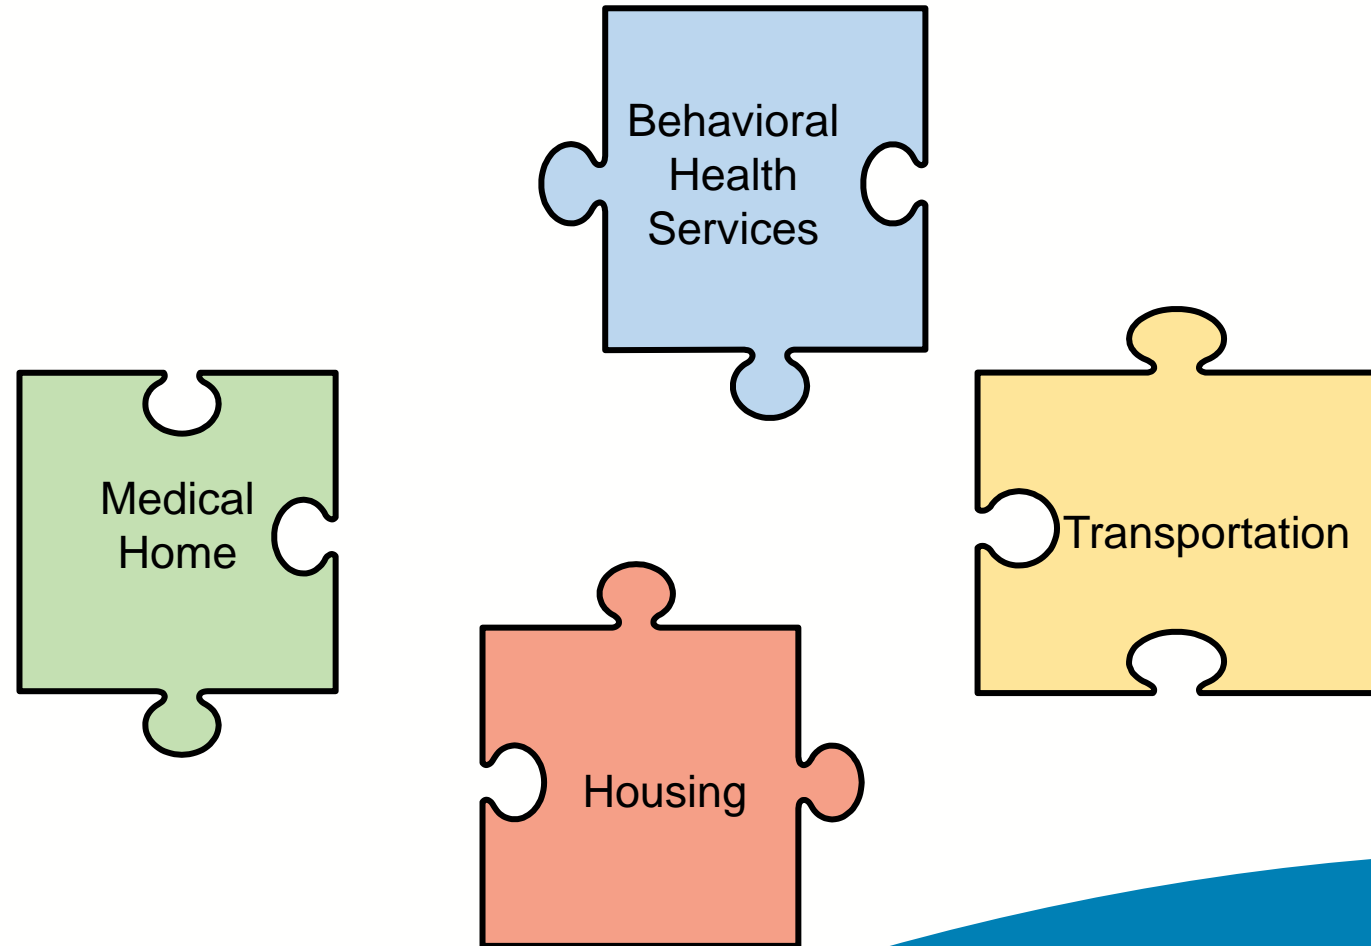 Behavioral
Health
Services
Medical
Home
Transportation
Housing